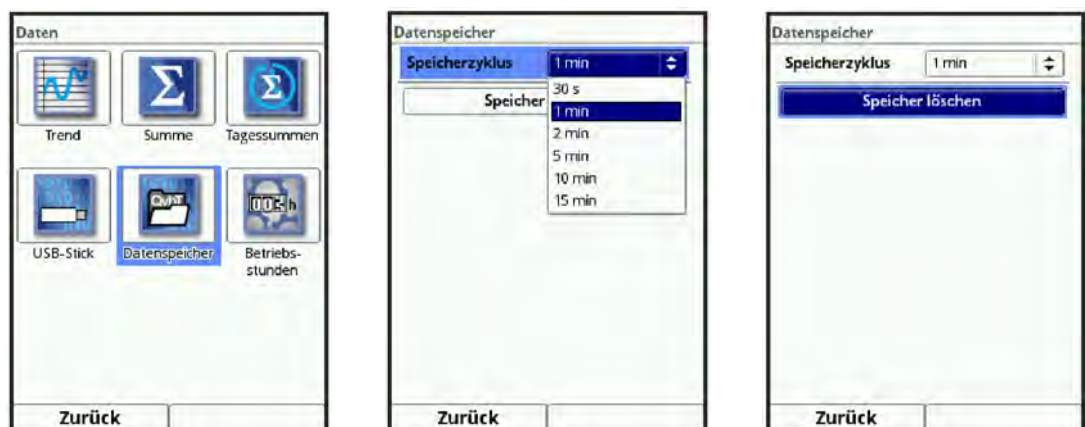 Daten
Trend
Summe
Tagessummen
USB-Stick
Datenspeicher
Betriebs-
stunden
Zurück
Datenspeicher
Speicherzyklus 1 min
30 s
1 min
2 min
5 min
10 min
15 min
Speicher
Zurück
Datenspeicher
Speicherzyklus 1 min
Speicher löschen
Zurück